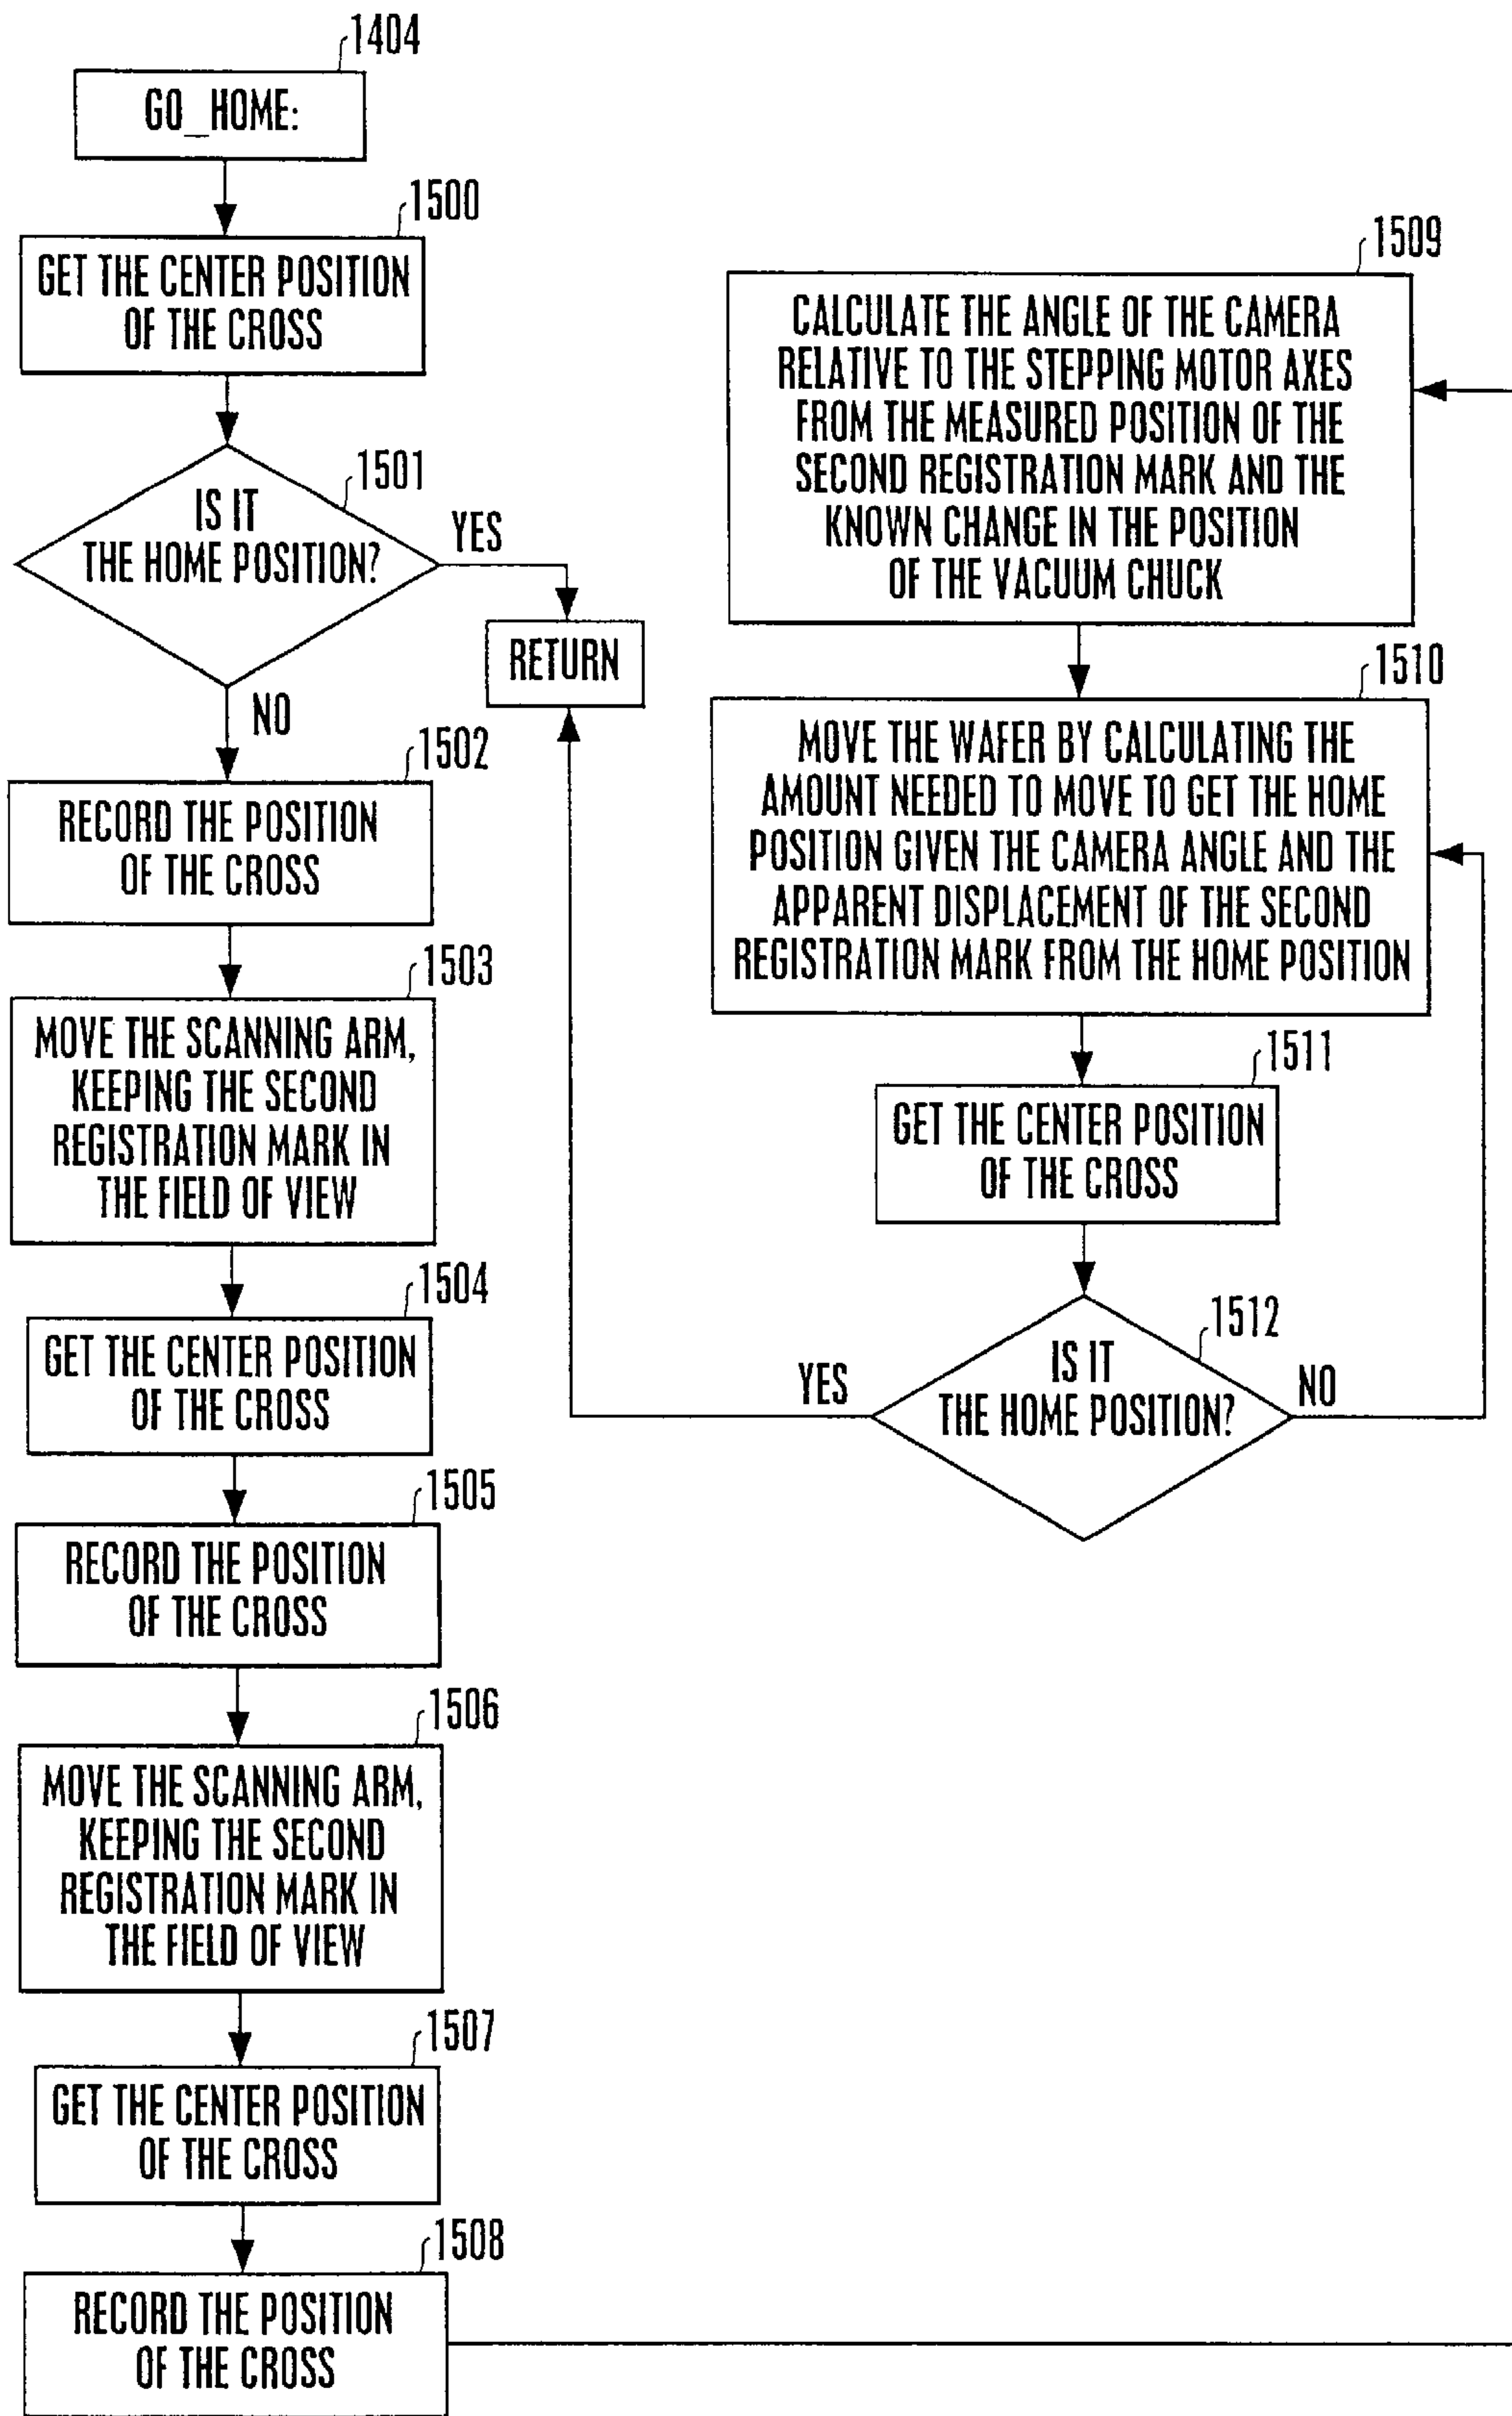 1404
GO_HOME:
1500
GET THE CENTER POSITION
OF THE CROSS
1501
IS IT
THE HOME POSITION?
YES
RETURN
NO
1502
RECORD THE POSITION
OF THE CROSS
1503
MOVE THE SCANNING ARM,
KEEPING THE SECOND
REGISTRATION MARK IN
THE FIELD OF VIEW
1504
GET THE CENTER POSITION
OF THE CROSS
1505
RECORD THE POSITION
OF THE CROSS
1506
MOVE THE SCANNING ARM,
KEEPING THE SECOND
REGISTRATION MARK IN
THE FIELD OF VIEW
1507
GET THE CENTER POSITION
OF THE CROSS
1508
RECORD THE POSITION
OF THE CROSS
1509
CALCULATE THE ANGLE OF THE CAMERA
RELATIVE TO THE STEPPING MOTOR AXES
FROM THE MEASURED POSITION OF THE
SECOND REGISTRATION MARK AND THE
KNOWN CHANGE IN THE POSITION
OF THE VACUUM CHUCK
1510
MOVE THE WAFER BY CALCULATING THE
AMOUNT NEEDED TO MOVE TO GET THE HOME
POSITION GIVEN THE CAMERA ANGLE AND THE
APPARENT DISPLACEMENT OF THE SECOND
REGISTRATION MARK FROM THE HOME POSITION
1511
GET THE CENTER POSITION
OF THE CROSS
1512
IS IT
THE HOME POSITION?
YES
NO